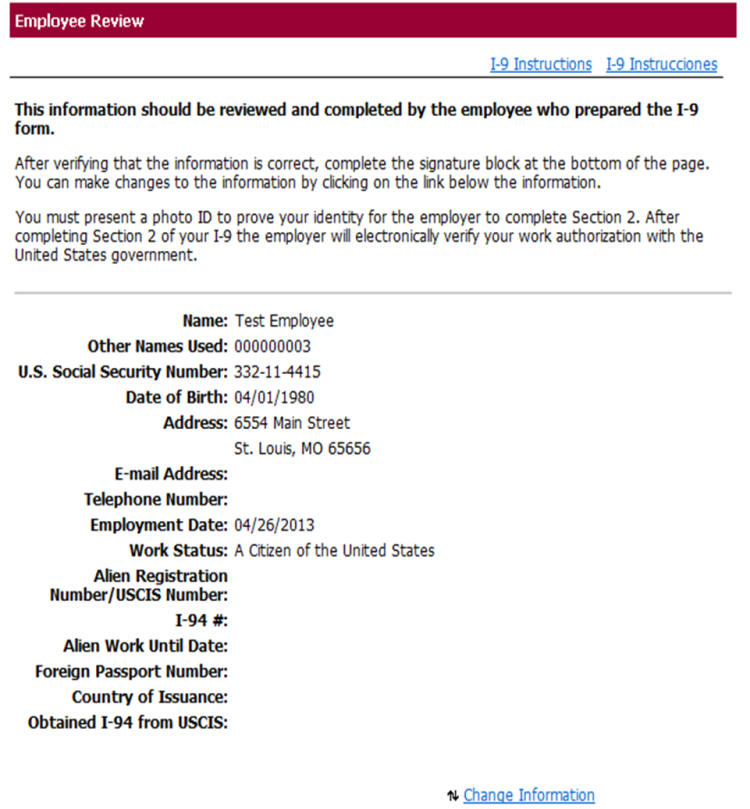 Employee Review
I-9 Instructions I-9 Instrucciones
This information should be reviewed and completed by the employee who prepared the I-9
form.
After verifying that the information is correct, complete the signature block at the bottom of the page.
You can make changes to the information by clicking on the link below the information.
You must present a photo ID to prove your identity for the employer to complete Section 2. After
completing Section 2 of your I-9 the employer will electronically verify your work authorization with the
United States government.
Name: Test Employee
Other Names Used: 000000003
U.S. Social Security Number: 332-11-4415
Date of Birth: 04/01/1980
Address: 6554 Main Street
St. Louis, MO 65656
E-mail Address:
Telephone Number:
Employment Date: 04/26/2013
Work Status: A Citizen of the United States
Alien Registration
Number/USCIS Number:
I-94 #:
Alien Work Until Date:
Foreign Passport Number:
Country of Issuance:
Obtained I-94 from USCIS:
Change Information